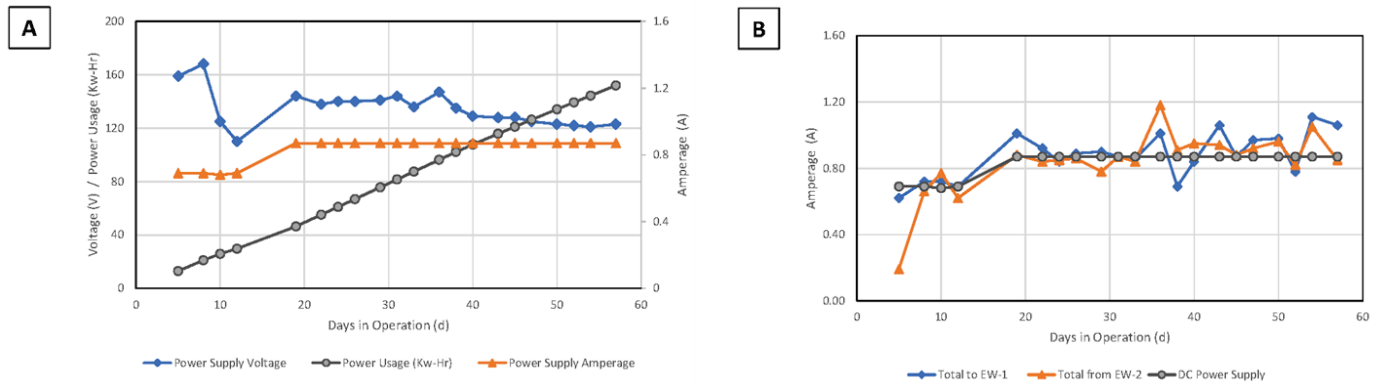 A
200
160
120
80
40
0
Voltage (V) / Power Usage (Kw-Hr)
1.6
1.2
0.8
0.4
0
Amperage (A)
0 10 20 30 40 50 60
Days in Operation (d)
Power Supply Voltage Power Usage (Kw-Hr) Power Supply Amperage
B
1.60
1.20
0.80
0.40
0.00
Amperage (A)
0 10 20 30 40 50 60
Days in Operation (d)
Total to EW-1 Total from EW-2 DC Power Supply